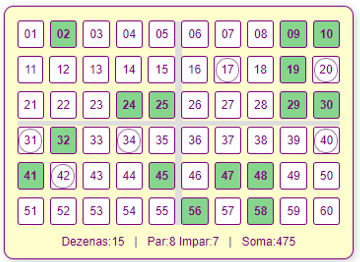 01 02 03 04 05 06 07 08 09 10
11 12 13 14 15 16 17 18 19 20
21 22 23 24 25 26 27 28 29 30
31 32 33 34 35 36 37 38 39 40
41 42 43 44 45 46 47 48 49 50
51 52 53 54 55 56 57 58 59 60
Dezenas:15 | Par:8 Impar:7 | Soma:475